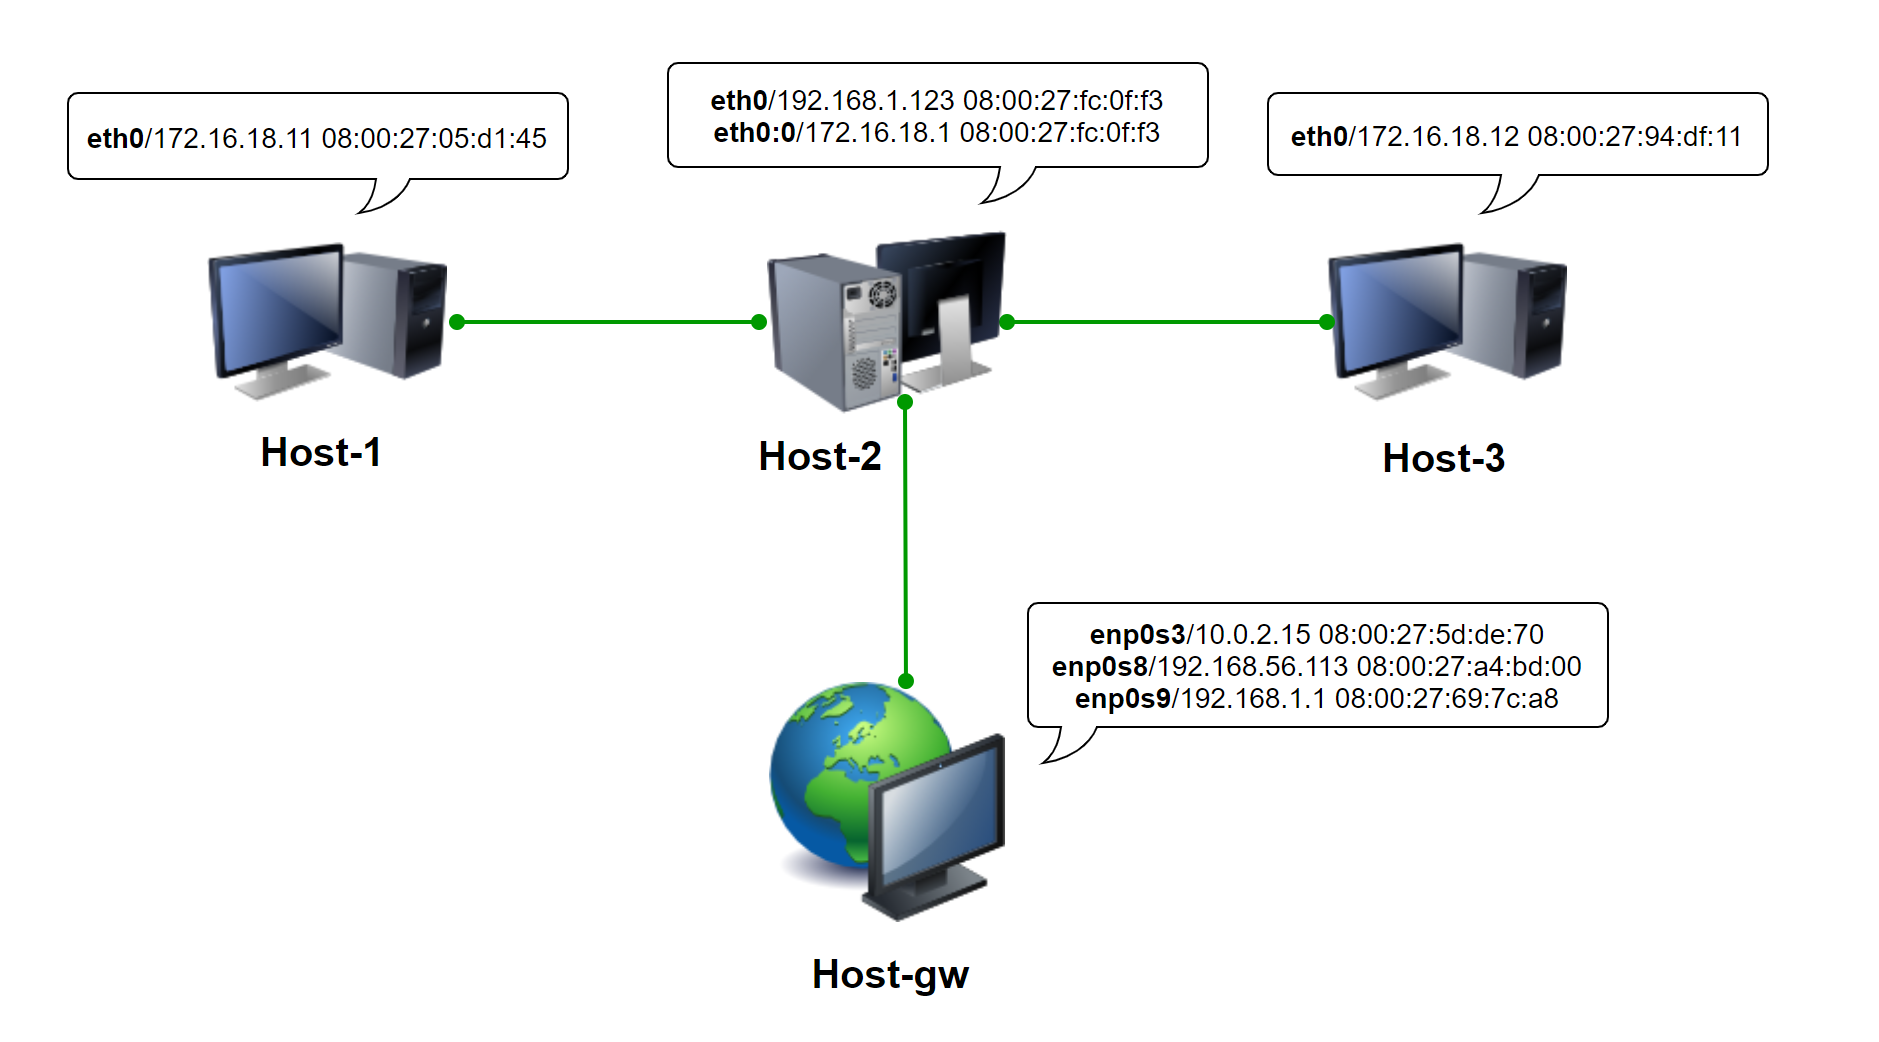 eth0/172.16.18.11 08:00:27:05:d1:45
eth0/192.168.1.123 08:00:27:fc:0f:f3
eth0:0/172.16.18.1 08:00:27:fc:0f:f3
eth0/172.16.18.12 08:00:27:94:df:11
Host-1
Host-2
Host-3
enp0s3/10.0.2.15 08:00:27:5d:de:70
enp0s8/192.168.56.113 08:00:27:a4:bd:00
enp0s9/192.168.1.1 08:00:27:69:7c:a8
Host-gw